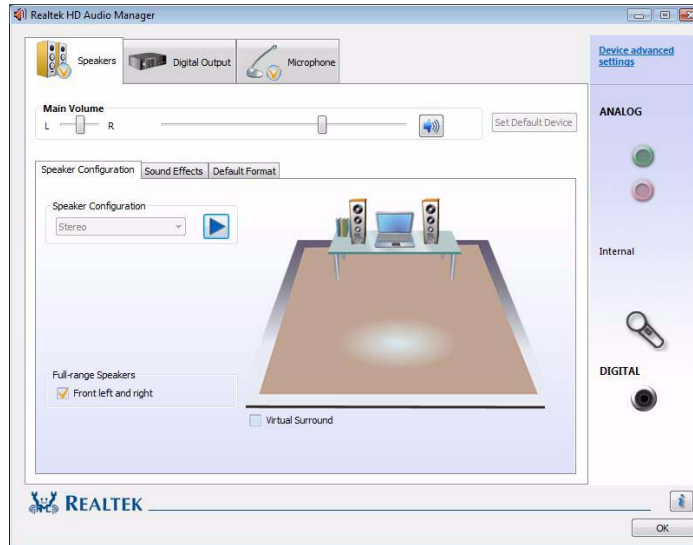 Realtek HD Audio Manager
Speakers
Digital Output
Microphone
Device advanced settings
Main Volume
L
R
Set Default Device
ANALOG
Speaker Configuration
Sound Effects
Default Format
Speaker Configuration
Stereo
Internal
Full-range Speakers
Front left and right
DIGITAL
Virtual Surround
REALTEK
OK